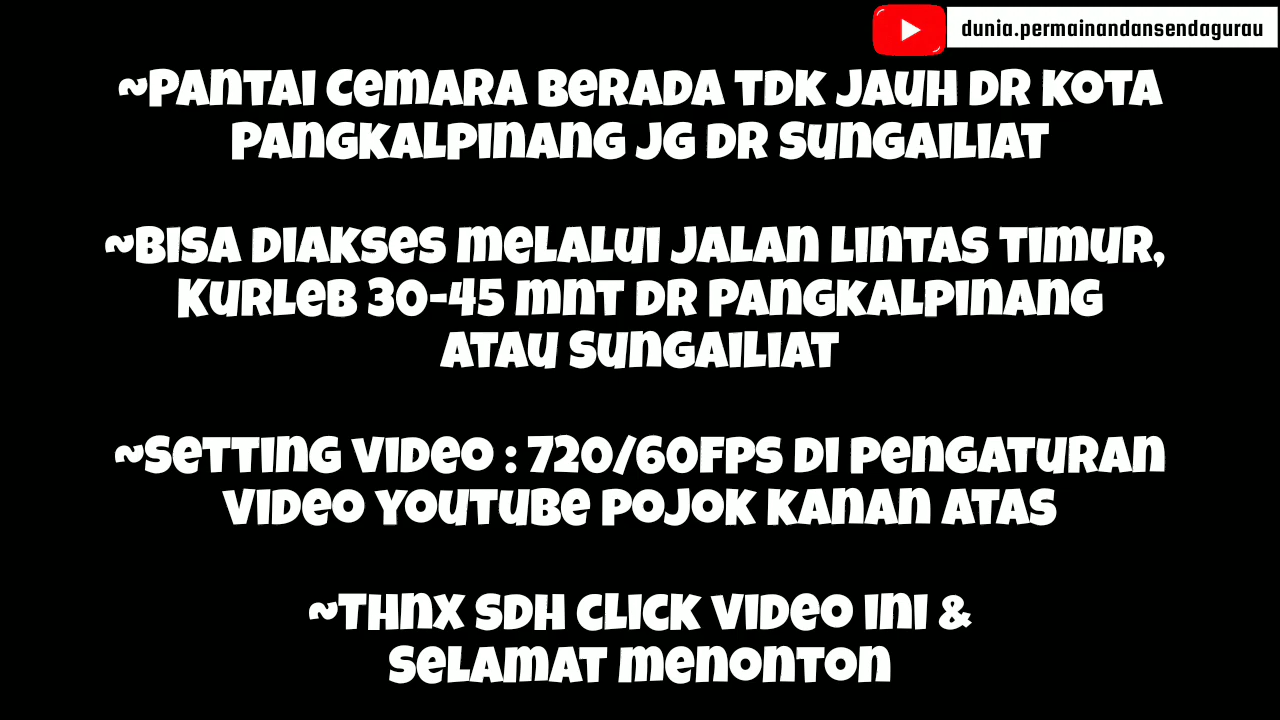 dunia.permainandansendagurau
~Pantai Cemara berada tdk jauh dr kota
Pangkalpinang jg dr Sungailiat
~Bisa diakses melalui jalan lintas timur,
kurleb 30-45 mnt dr Pangkalpinang
atau Sungailiat
~Setting video : 720/60fps di pengaturan
video youtube pojok kanan atas
~Thnx sdh click video ini &
selamat menonton